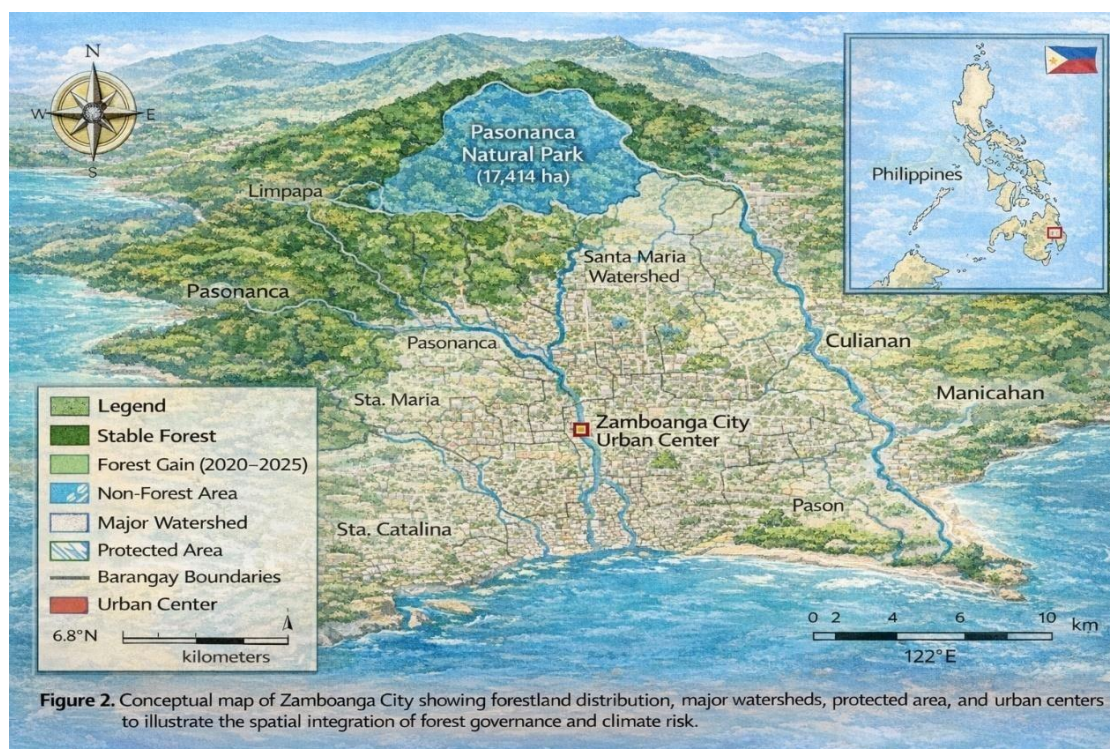 N
W
E
S
Pasonanca
Natural Park
(17,414 ha)
Philippines
Limpapa
Santa Maria
Watershed
Pasonanca
Pasonanca
Culianan
Manicahan
Sta. Maria
Zamboanga City
Urban Center
Pason
Sta. Catalina
Legend
Stable Forest
Forest Gain (2020–2025)
Non-Forest Area
Major Watershed
Protected Area
Barangay Boundaries
Urban Center
6.8°N
kilometers
0 2 4 6 10 km
122°E
Figure 2. Conceptual map of Zamboanga City showing forestland distribution, major watersheds, protected area, and urban centers
to illustrate the spatial integration of forest governance and climate risk.